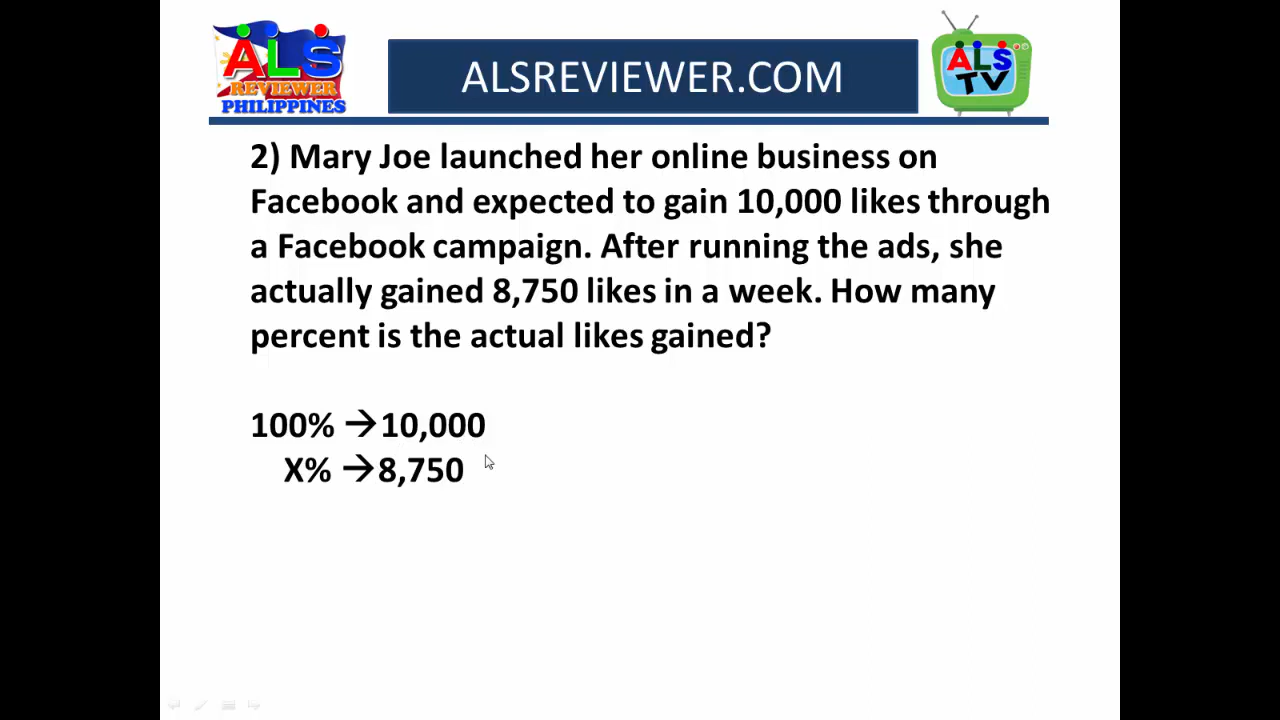 ALS
REVIEWER
PHILIPPINES
ALSREVIEWER.COM
ALS
TV
2) Mary Joe launched her online business on
Facebook and expected to gain 10,000 likes through
a Facebook campaign. After running the ads, she
actually gained 8,750 likes in a week. How many
percent is the actual likes gained?
100% →10,000
X% →8,750